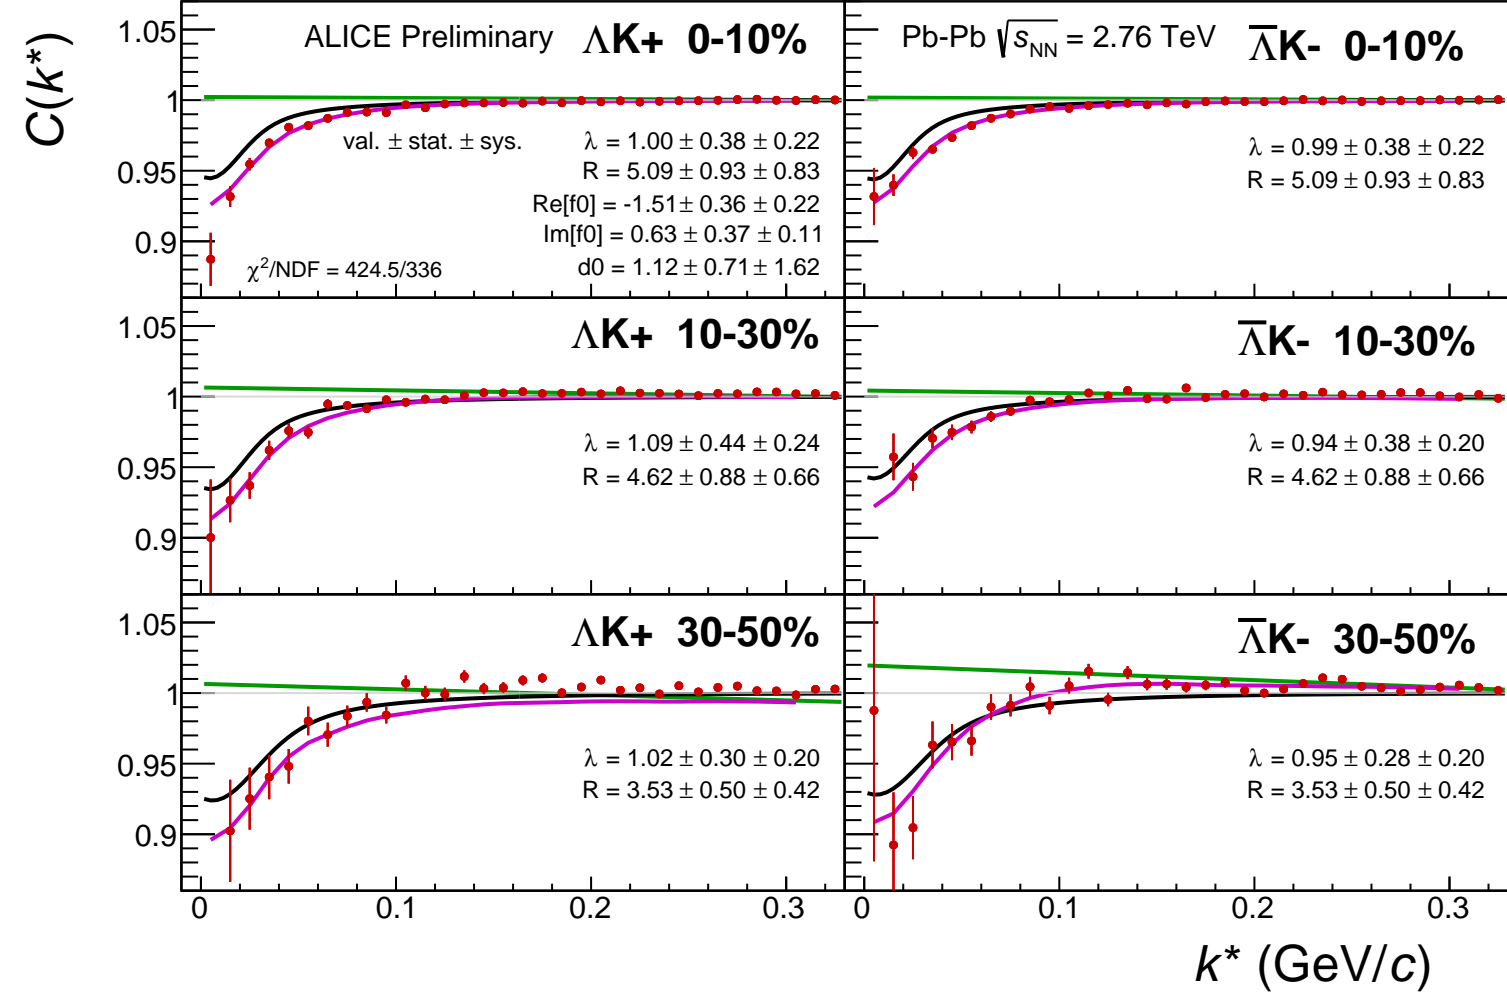 C(k*)
ALICE Preliminary ΛK+ 0-10%
val. ± stat. ± sys.
λ = 1.00 ± 0.38 ± 0.22
R = 5.09 ± 0.93 ± 0.83
Re[f0] = -1.51 ± 0.36 ± 0.22
Im[f0] = 0.63 ± 0.37 ± 0.11
d0 = 1.12 ± 0.71 ± 1.62
χ²/NDF = 424.5/336
1.05
1
0.95
0.9
Pb-Pb √sNN = 2.76 TeV Λ̅K- 0-10%
λ = 0.99 ± 0.38 ± 0.22
R = 5.09 ± 0.93 ± 0.83
ΛK+ 10-30%
λ = 1.09 ± 0.44 ± 0.24
R = 4.62 ± 0.88 ± 0.66
1.05
1
0.95
0.9
Λ̅K- 10-30%
λ = 0.94 ± 0.38 ± 0.20
R = 4.62 ± 0.88 ± 0.66
ΛK+ 30-50%
λ = 1.02 ± 0.30 ± 0.20
R = 3.53 ± 0.50 ± 0.42
1.05
1
0.95
0.9
Λ̅K- 30-50%
λ = 0.95 ± 0.28 ± 0.20
R = 3.53 ± 0.50 ± 0.42
0 0.1 0.2 0.3 0 0.1 0.2 0.3
k* (GeV/c)